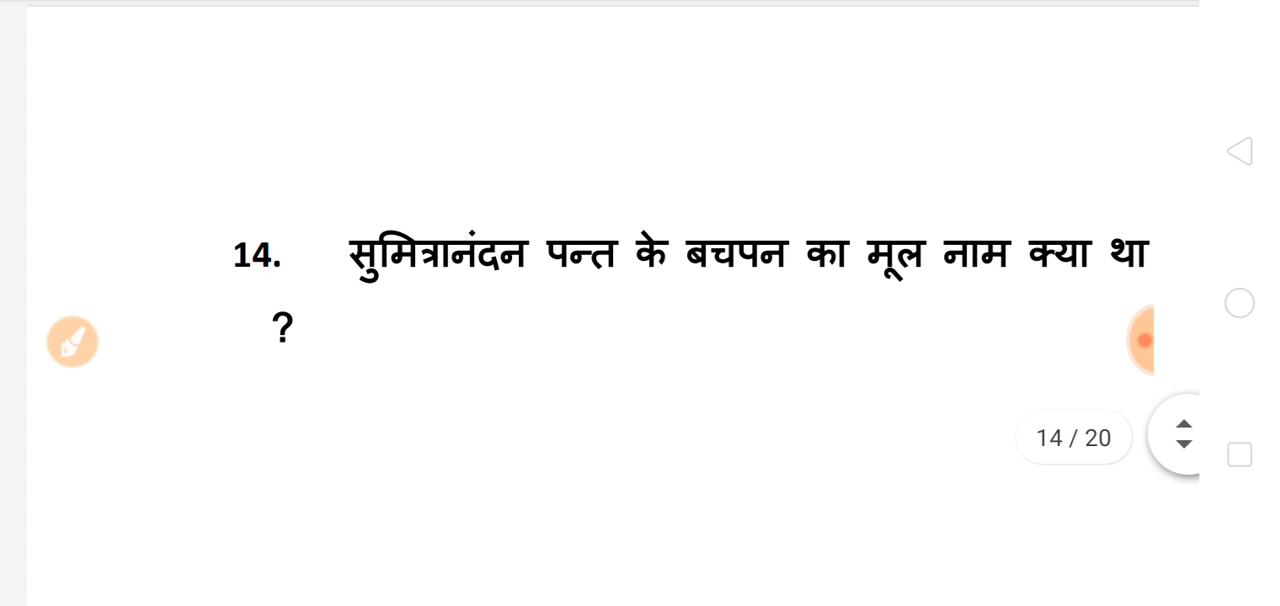 14. सुमित्रानंदन पन्त के बचपन का मूल नाम क्या था
?
14 / 20